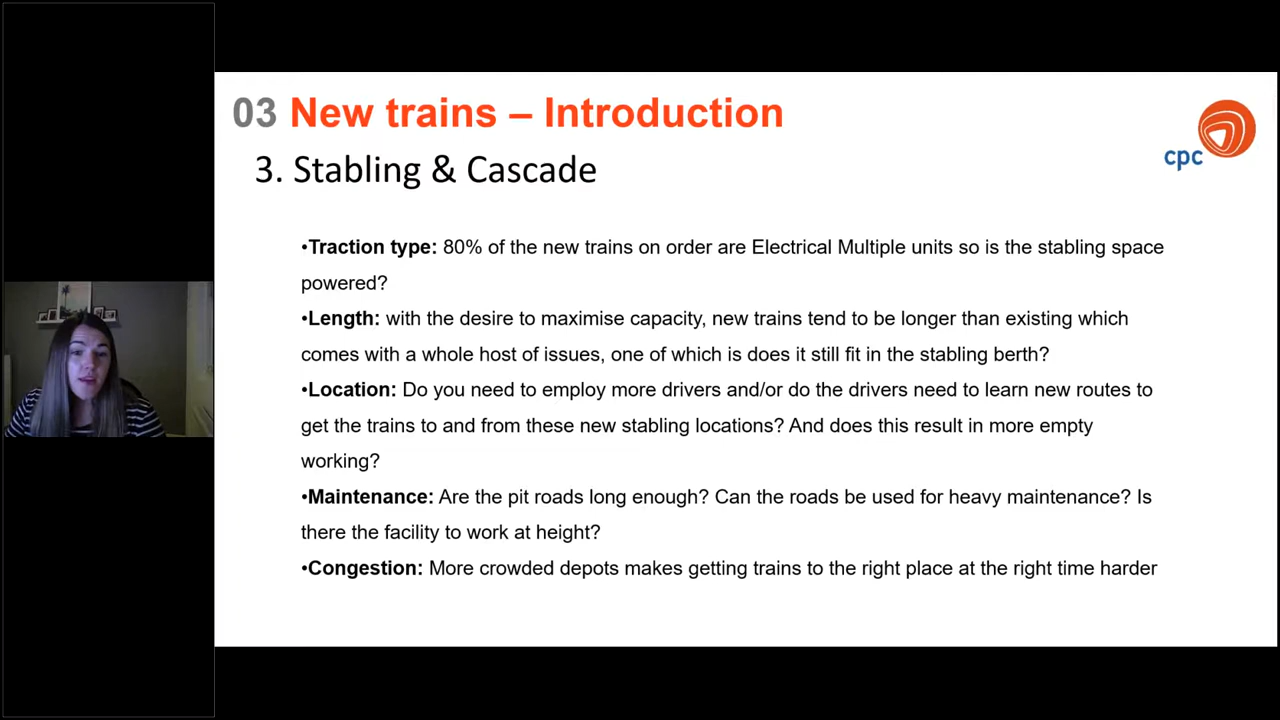 03 New trains – Introduction
cpc
3. Stabling & Cascade
•Traction type: 80% of the new trains on order are Electrical Multiple units so is the stabling space
powered?
•Length: with the desire to maximise capacity, new trains tend to be longer than existing which
comes with a whole host of issues, one of which is does it still fit in the stabling berth?
•Location: Do you need to employ more drivers and/or do the drivers need to learn new routes to
get the trains to and from these new stabling locations? And does this result in more empty
working?
•Maintenance: Are the pit roads long enough? Can the roads be used for heavy maintenance? Is
there the facility to work at height?
•Congestion: More crowded depots makes getting trains to the right place at the right time harder